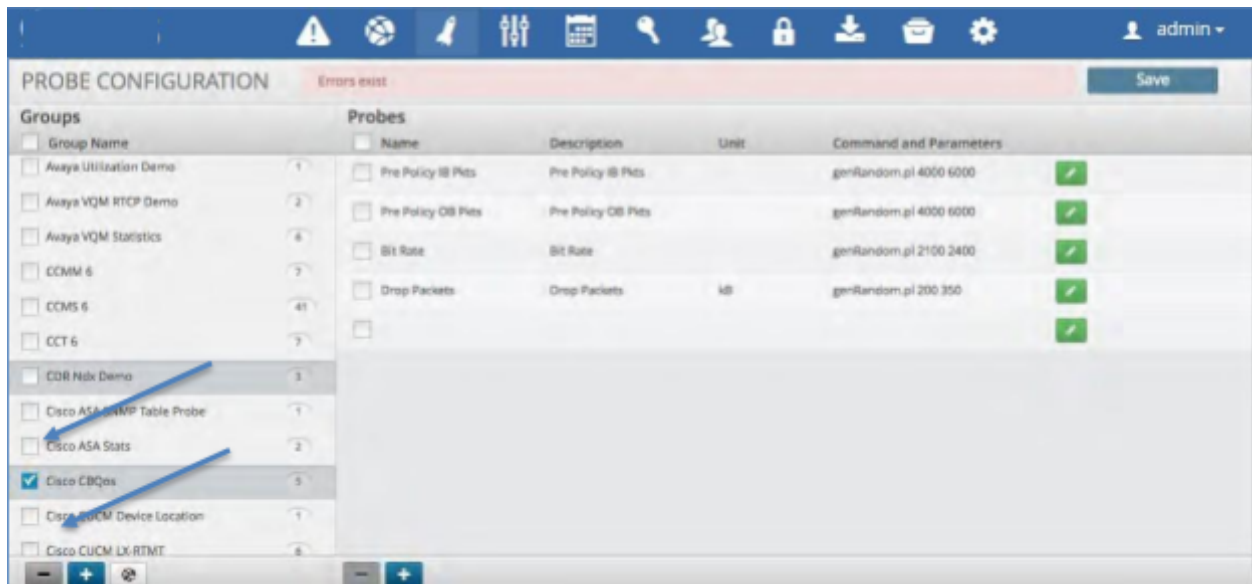 admin
PROBE CONFIGURATION
Errors exist
Save
Groups
Probes
Group Name
Name Description Unit Command and Parameters
Avaya Utilization Demo 1
Avaya VQM RTCP Demo 2
Avaya VQM Statistics 6
CCMM 6 7
CCMS 6 41
CCT 6 7
CDR Ndx Demo 3
Cisco ASA SNMP Table Probe 1
Cisco ASA Stats 2
Cisco CBQos 5
Cisco CUCM Device Location 1
Cisco CUCM LX-RTMT 6
Pre Policy IB Pkts Pre Policy IB Pkts genRandom.pl 4000 6000
Pre Policy OB Pkts Pre Policy OB Pkts genRandom.pl 4000 6000
Bit Rate Bit Rate genRandom.pl 2100 2400
Drop Packets Drop Packets kB genRandom.pl 200 350